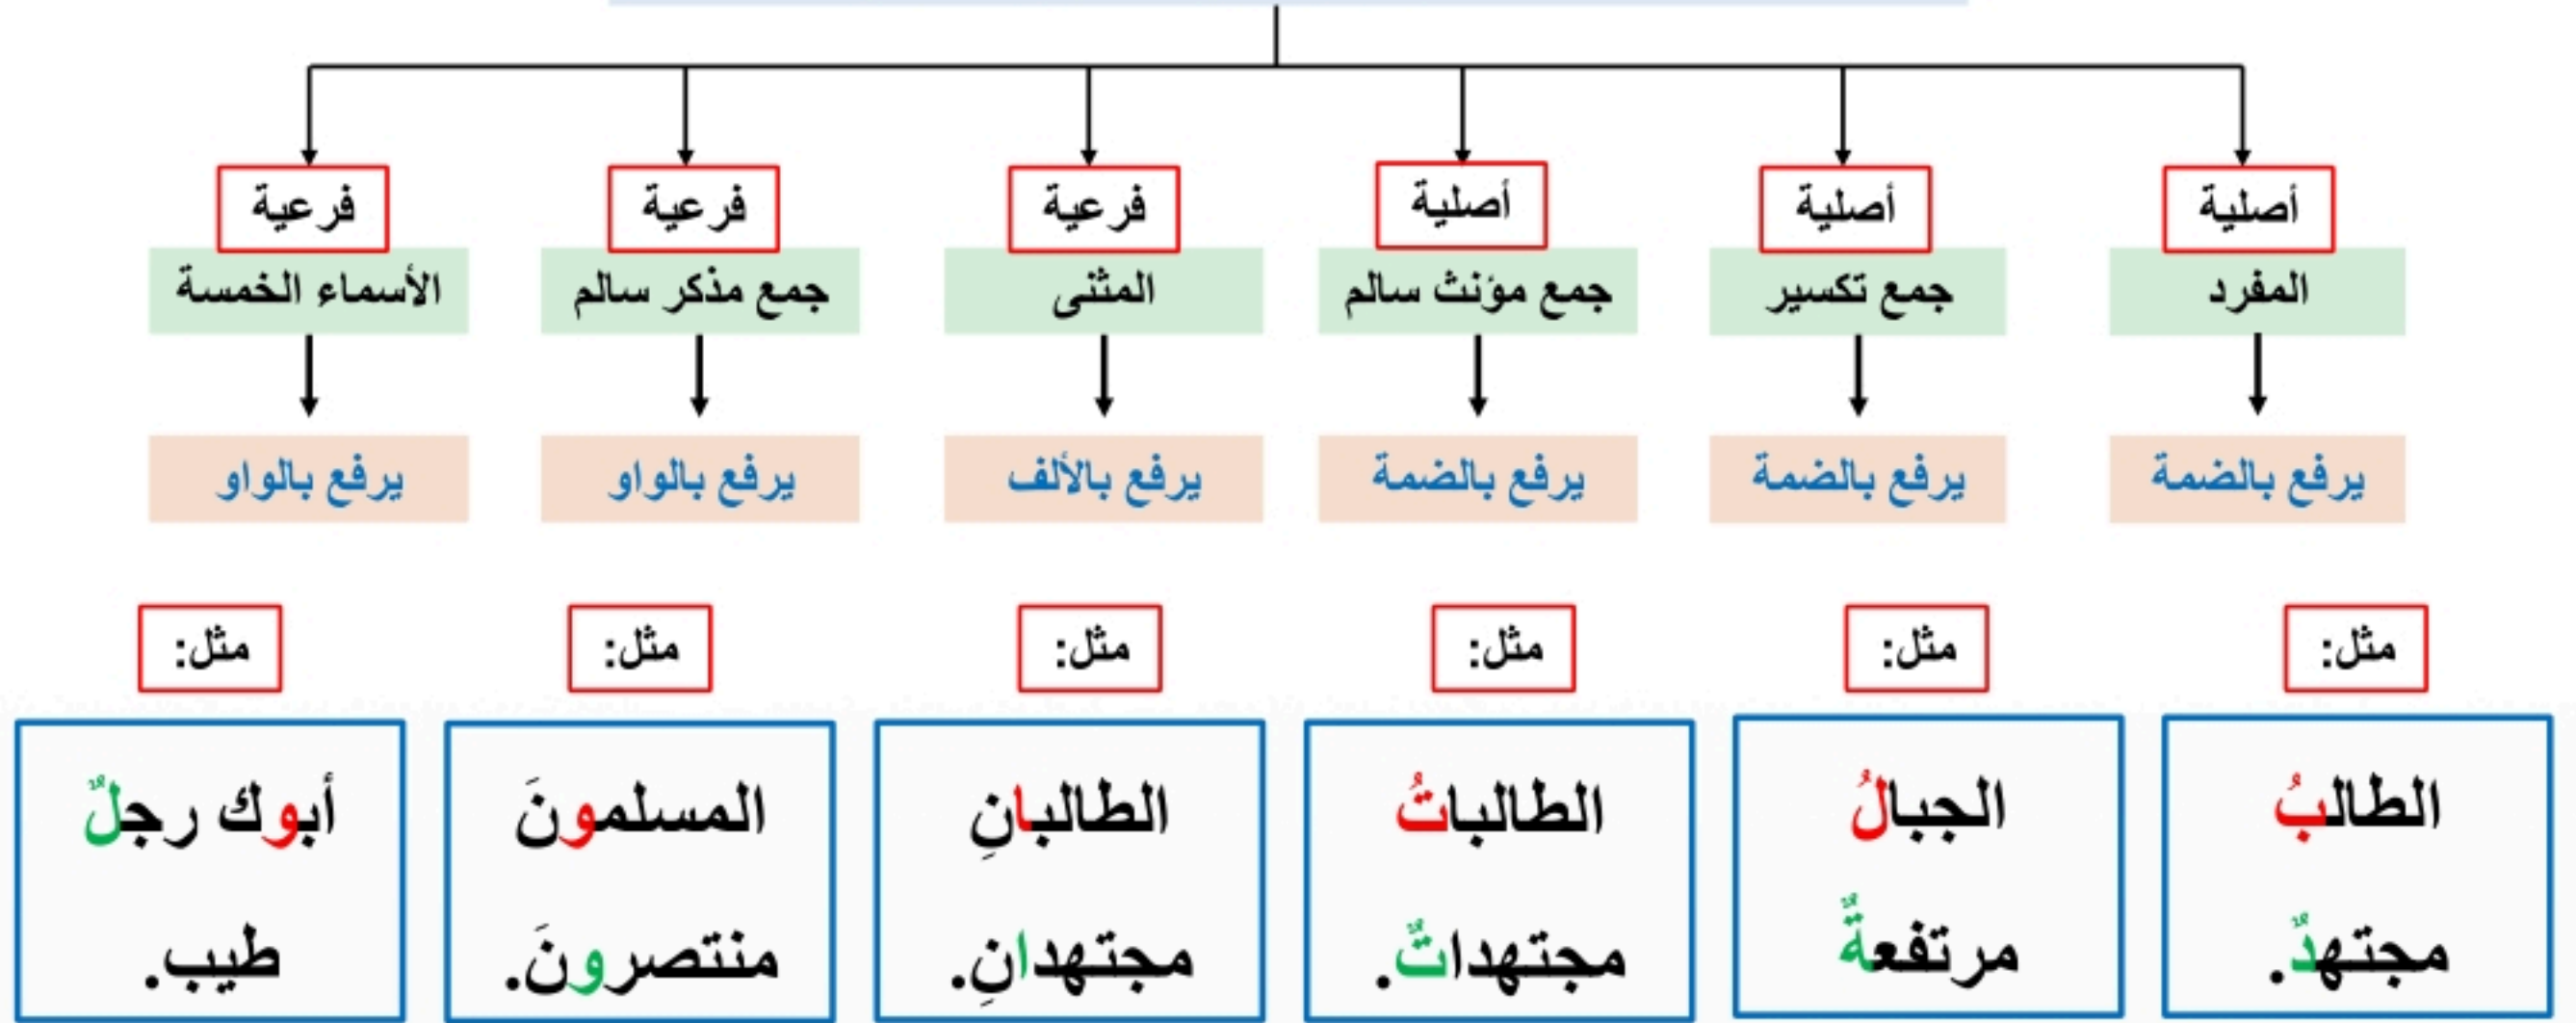 أصلية
أصلية
أصلية
فرعية
فرعية
فرعية
المفرد
جمع تكسير
جمع مؤنث سالم
المثنى
جمع مذكر سالم
الأسماء الخمسة
يرفع بالضمة
يرفع بالضمة
يرفع بالضمة
يرفع بالألف
يرفع بالواو
يرفع بالواو
مثل:
مثل:
مثل:
مثل:
مثل:
مثل:
الطالبُ
مجتهدٌ.
الجبالُ
مرتفعةٌ
الطالباتُ
مجتهداتٌ.
الطالبانِ
مجتهدانِ.
المسلمونَ
منتصرونَ.
أبوك رجلٌ
طيب.